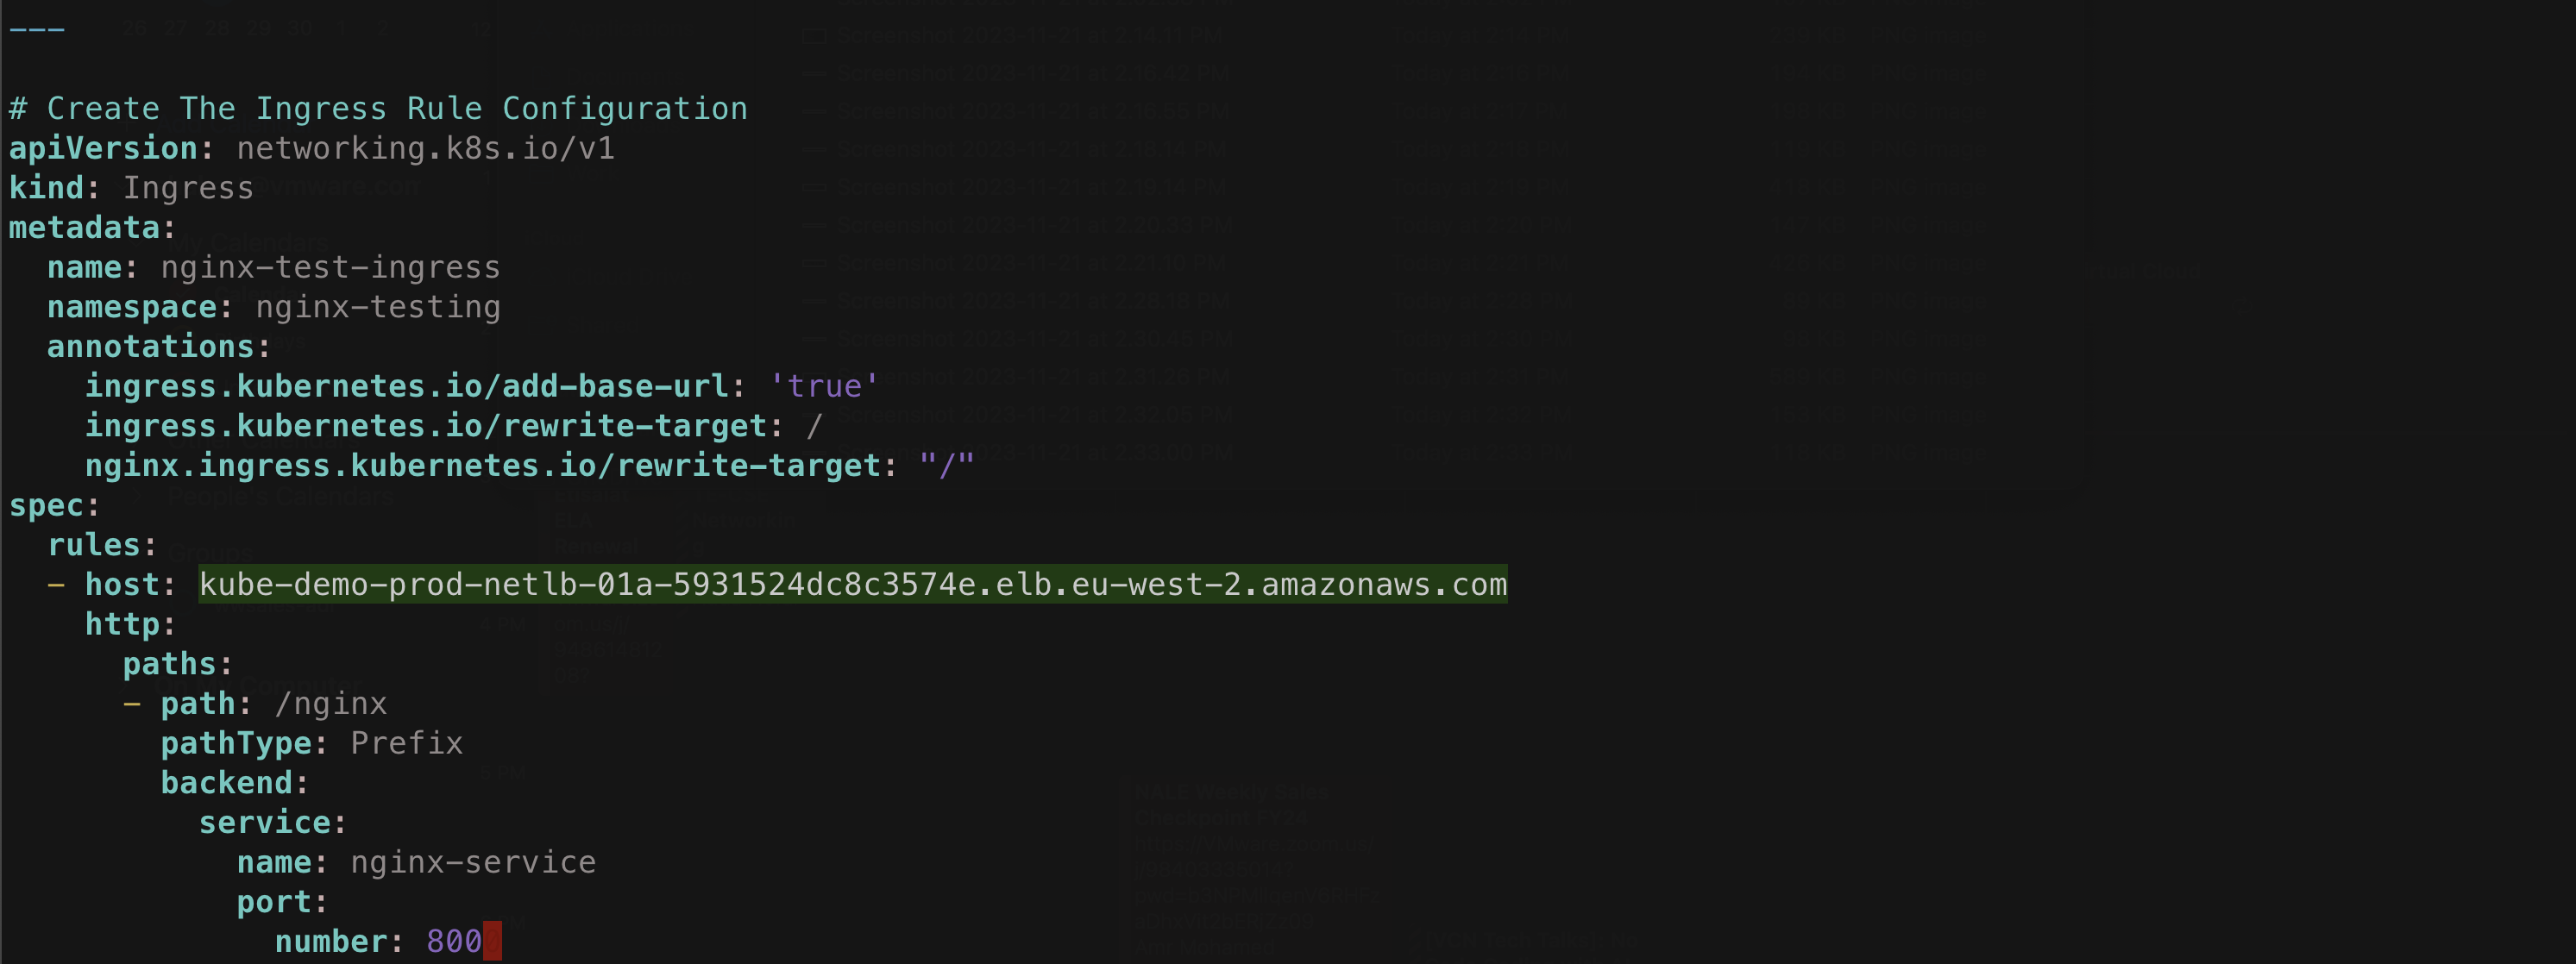 ---
# Create The Ingress Rule Configuration
apiVersion: networking.k8s.io/v1
kind: Ingress
metadata:
name: nginx-test-ingress
namespace: nginx-testing
annotations:
ingress.kubernetes.io/add-base-url: 'true'
ingress.kubernetes.io/rewrite-target: /
nginx.ingress.kubernetes.io/rewrite-target: "/"
spec:
rules:
- host: kube-demo-prod-netlb-01a-5931524dc8c3574e.elb.eu-west-2.amazonaws.com
http:
paths:
- path: /nginx
pathType: Prefix
backend:
service:
name: nginx-service
port:
number: 8000